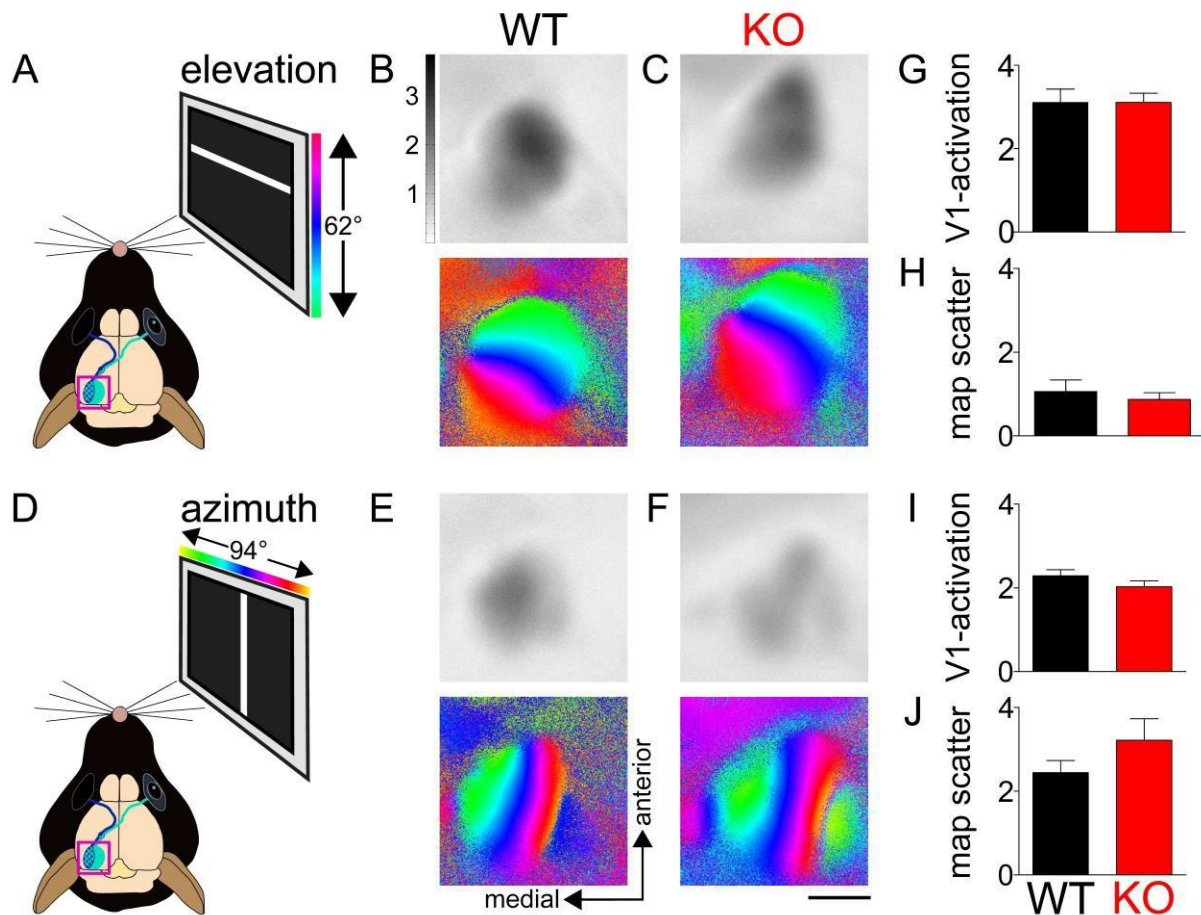 WT KO
A elevation B C G
3
2
1
62°
V1-activation
4
2
0
H
map scatter
4
2
0
D azimuth E F I
94°
V1-activation
4
2
0
J
map scatter
4
2
0
anterior
medial
WT KO